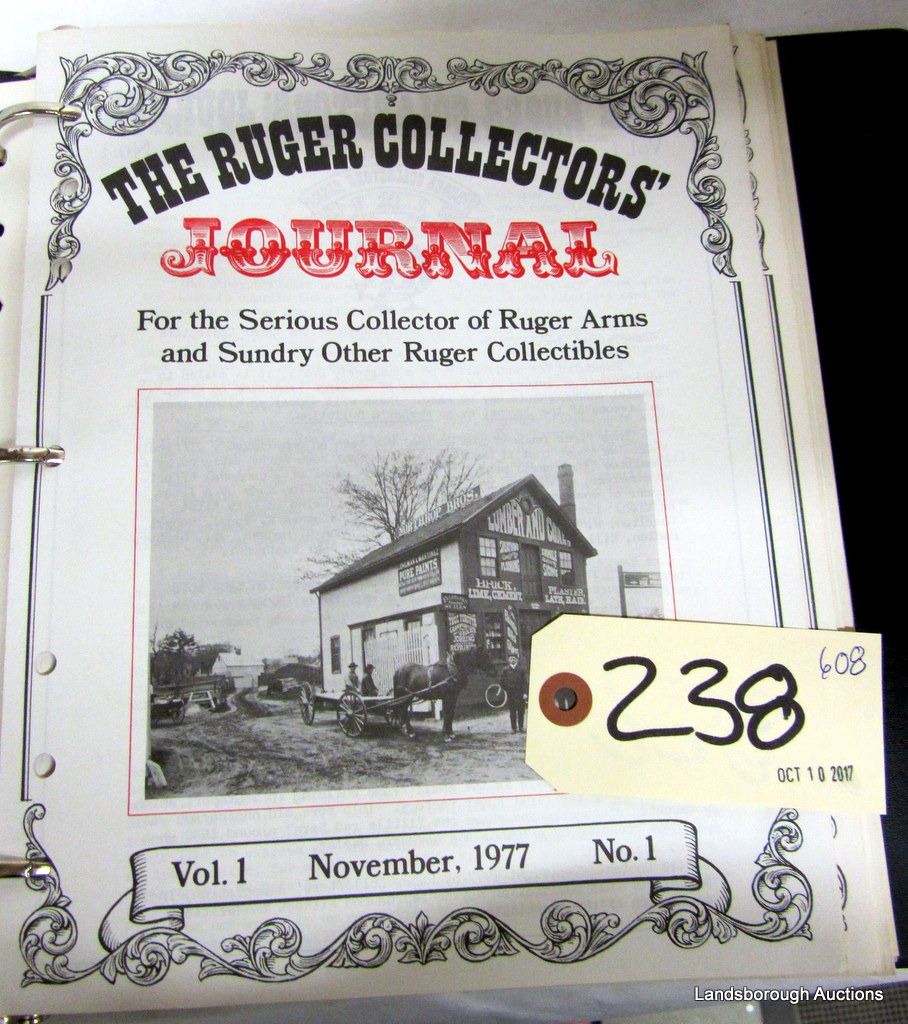 THE RUGER COLLECTORS'
JOURNAL
For the Serious Collector of Ruger Arms
and Sundry Other Ruger Collectibles
NORTHROP BROS.
LUMBER AND COAL
PURE PAINTS
BRICK,
LIME, CEMENT
PLASTER
LATH, HAIR
238
608
OCT 10 2017
Vol. 1 November, 1977 No. 1
Landsborough Auctions